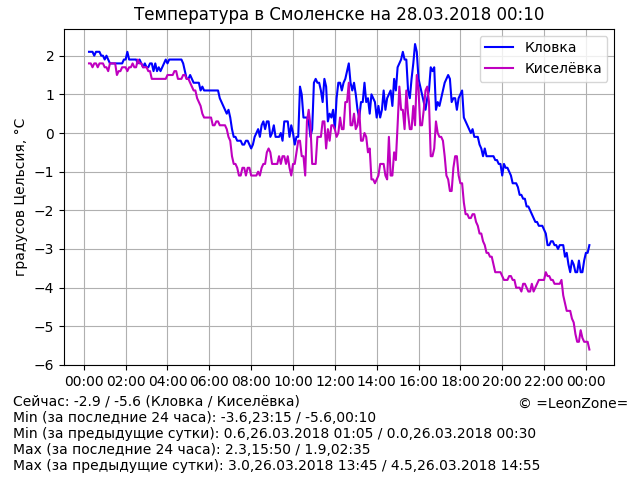 Температура в Смоленске на 28.03.2018 00:10
Кловка
Киселёвка
градусов Цельсия, °C
2
1
0
−1
−2
−3
−4
−5
−6
00:00 02:00 04:00 06:00 08:00 10:00 12:00 14:00 16:00 18:00 20:00 22:00 00:00
Сейчас: -2.9 / -5.6 (Кловка / Киселёвка)
© =LeonZone=
Min (за последние 24 часа): -3.6,23:15 / -5.6,00:10
Min (за предыдущие сутки): 0.6,26.03.2018 01:05 / 0.0,26.03.2018 00:30
Max (за последние 24 часа): 2.3,15:50 / 1.9,02:35
Max (за предыдущие сутки): 3.0,26.03.2018 13:45 / 4.5,26.03.2018 14:55